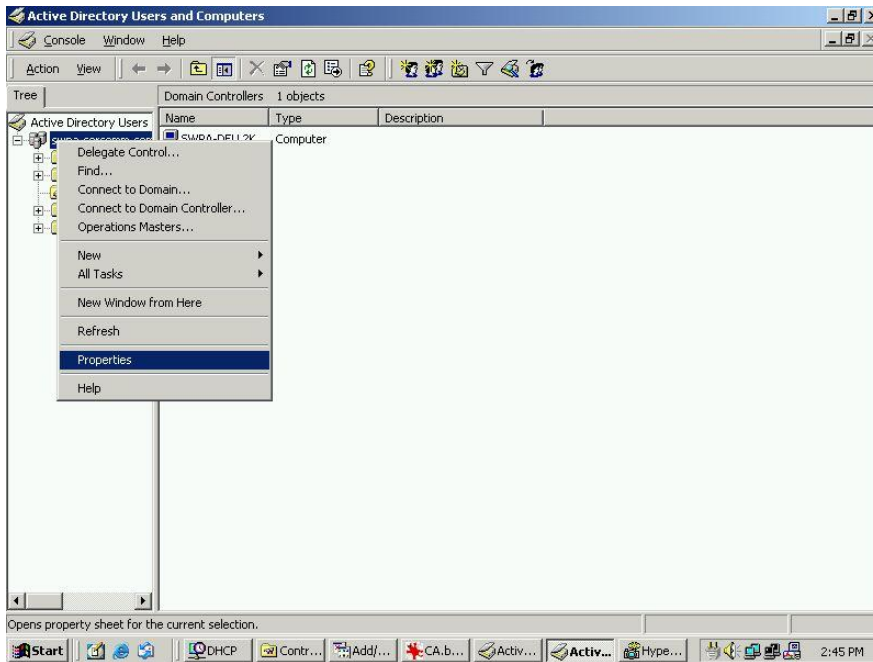 Active Directory Users and Computers
Console Window Help
Action View
Tree
Domain Controllers 1 objects
Active Directory Users
Name Type Description
Computer
Delegate Control...
Find...
Connect to Domain...
Connect to Domain Controller...
Operations Masters...
New
All Tasks
New Window from Here
Refresh
Properties
Help
Opens property sheet for the current selection.
Start DHCP Contr... Add/... CA.b... Activ... Activ... Hype... 2:45 PM